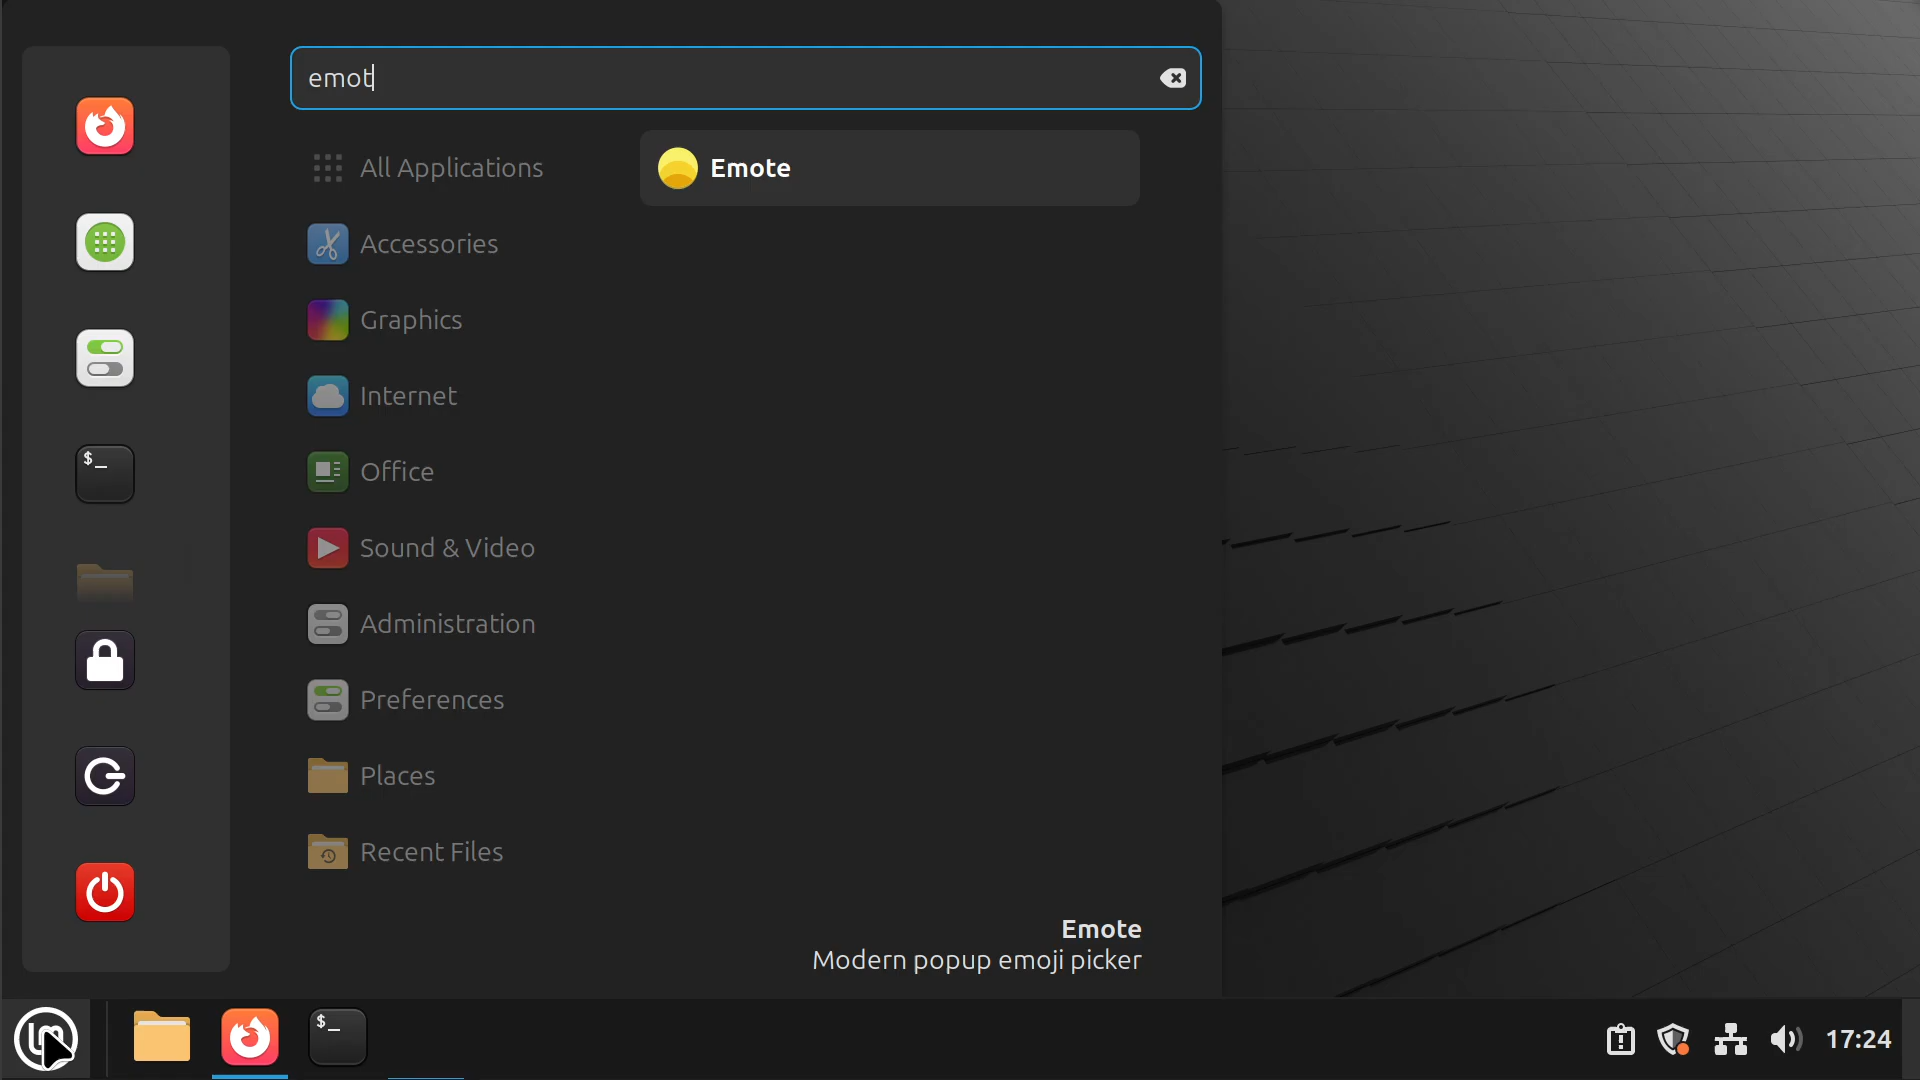 emot
All Applications
Emote
Accessories
Graphics
Internet
Office
$_
Sound & Video
Administration
Preferences
Places
Recent Files
Emote
Modern popup emoji picker
$_
17:24